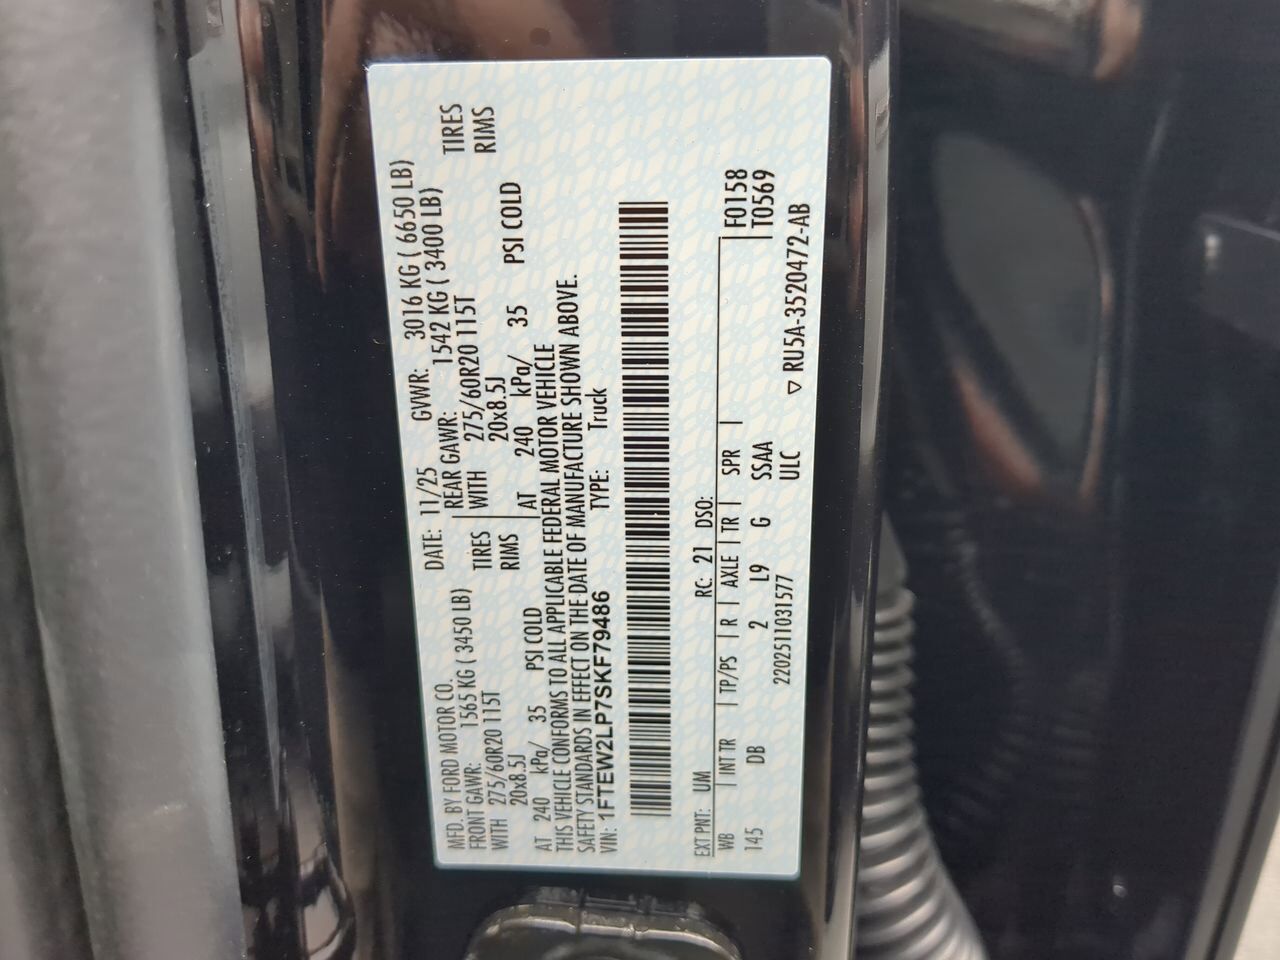 MFD. BY FORD MOTOR CO.
DATE: 11/25 GVWR: 3016 KG ( 6650 LB)
FRONT GAWR: 1565 KG ( 3450 LB) REAR GAWR: 1542 KG ( 3400 LB)
WITH 275/60R20 115T TIRES WITH 275/60R20 115T TIRES
20x8.5J RIMS 20x8.5J RIMS
AT 240 kPa/ 35 PSI COLD AT 240 kPa/ 35 PSI COLD
THIS VEHICLE CONFORMS TO ALL APPLICABLE FEDERAL MOTOR VEHICLE
SAFETY STANDARDS IN EFFECT ON THE DATE OF MANUFACTURE SHOWN ABOVE.
VIN: 1FTEW2LP7SKF79486 TYPE: Truck
EXT PNT: UM RC: 21 DSO:
WB INT TR TP/PS R AXLE TR SPR F0158
145 DB 2 L9 G SSAA T0569
2202511031577 ULC
▽ RU5A-3520472-AB